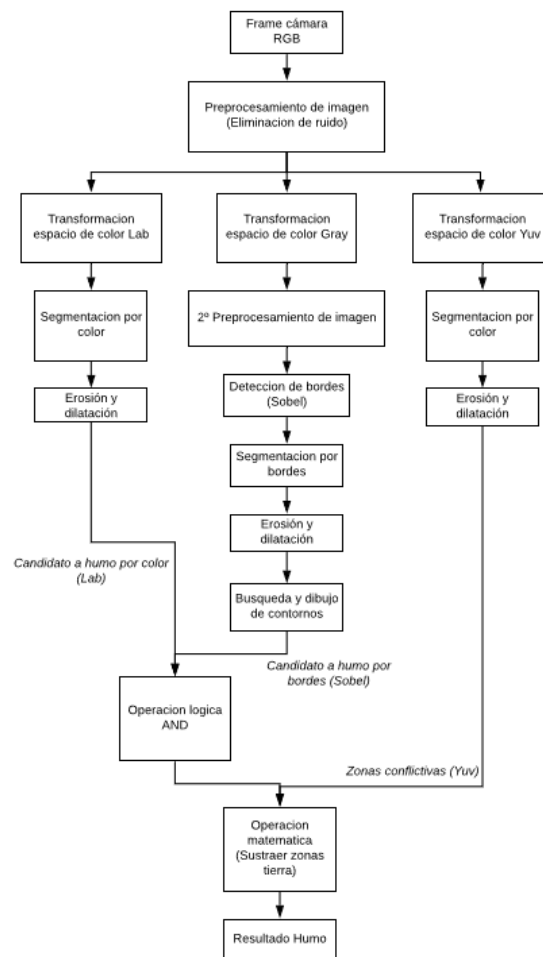 Frame cámara
RGB
Preprocesamiento de imagen
(Eliminacion de ruido)
Transformacion
espacio de color Lab
Transformacion
espacio de color Gray
Transformacion
espacio de color Yuv
Segmentacion por
color
2º Preprocesamiento de imagen
Segmentacion por
color
Erosión y
dilatación
Deteccion de bordes
(Sobel)
Erosión y
dilatación
Segmentacion por
bordes
Erosión y
dilatación
Candidato a humo por color
(Lab)
Busqueda y dibujo
de contornos
Candidato a humo por
bordes (Sobel)
Operacion logica
AND
Zonas conflictivas (Yuv)
Operacion
matematica
(Sustraer zonas
tierra)
Resultado Humo